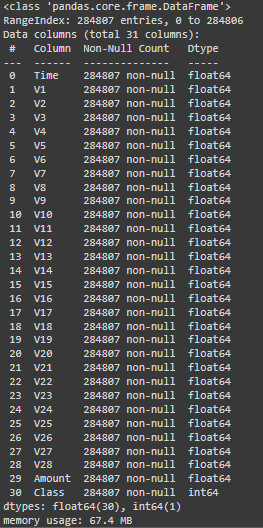 <class 'pandas.core.frame.DataFrame'>
RangeIndex: 284807 entries, 0 to 284806
Data columns (total 31 columns):
 #   Column  Non-Null Count   Dtype
---  ------  --------------   -----
 0   Time    284807 non-null  float64
 1   V1      284807 non-null  float64
 2   V2      284807 non-null  float64
 3   V3      284807 non-null  float64
 4   V4      284807 non-null  float64
 5   V5      284807 non-null  float64
 6   V6      284807 non-null  float64
 7   V7      284807 non-null  float64
 8   V8      284807 non-null  float64
 9   V9      284807 non-null  float64
 10  V10     284807 non-null  float64
 11  V11     284807 non-null  float64
 12  V12     284807 non-null  float64
 13  V13     284807 non-null  float64
 14  V14     284807 non-null  float64
 15  V15     284807 non-null  float64
 16  V16     284807 non-null  float64
 17  V17     284807 non-null  float64
 18  V18     284807 non-null  float64
 19  V19     284807 non-null  float64
 20  V20     284807 non-null  float64
 21  V21     284807 non-null  float64
 22  V22     284807 non-null  float64
 23  V23     284807 non-null  float64
 24  V24     284807 non-null  float64
 25  V25     284807 non-null  float64
 26  V26     284807 non-null  float64
 27  V27     284807 non-null  float64
 28  V28     284807 non-null  float64
 29  Amount  284807 non-null  float64
 30  Class   284807 non-null  int64
dtypes: float64(30), int64(1)
memory usage: 67.4 MB